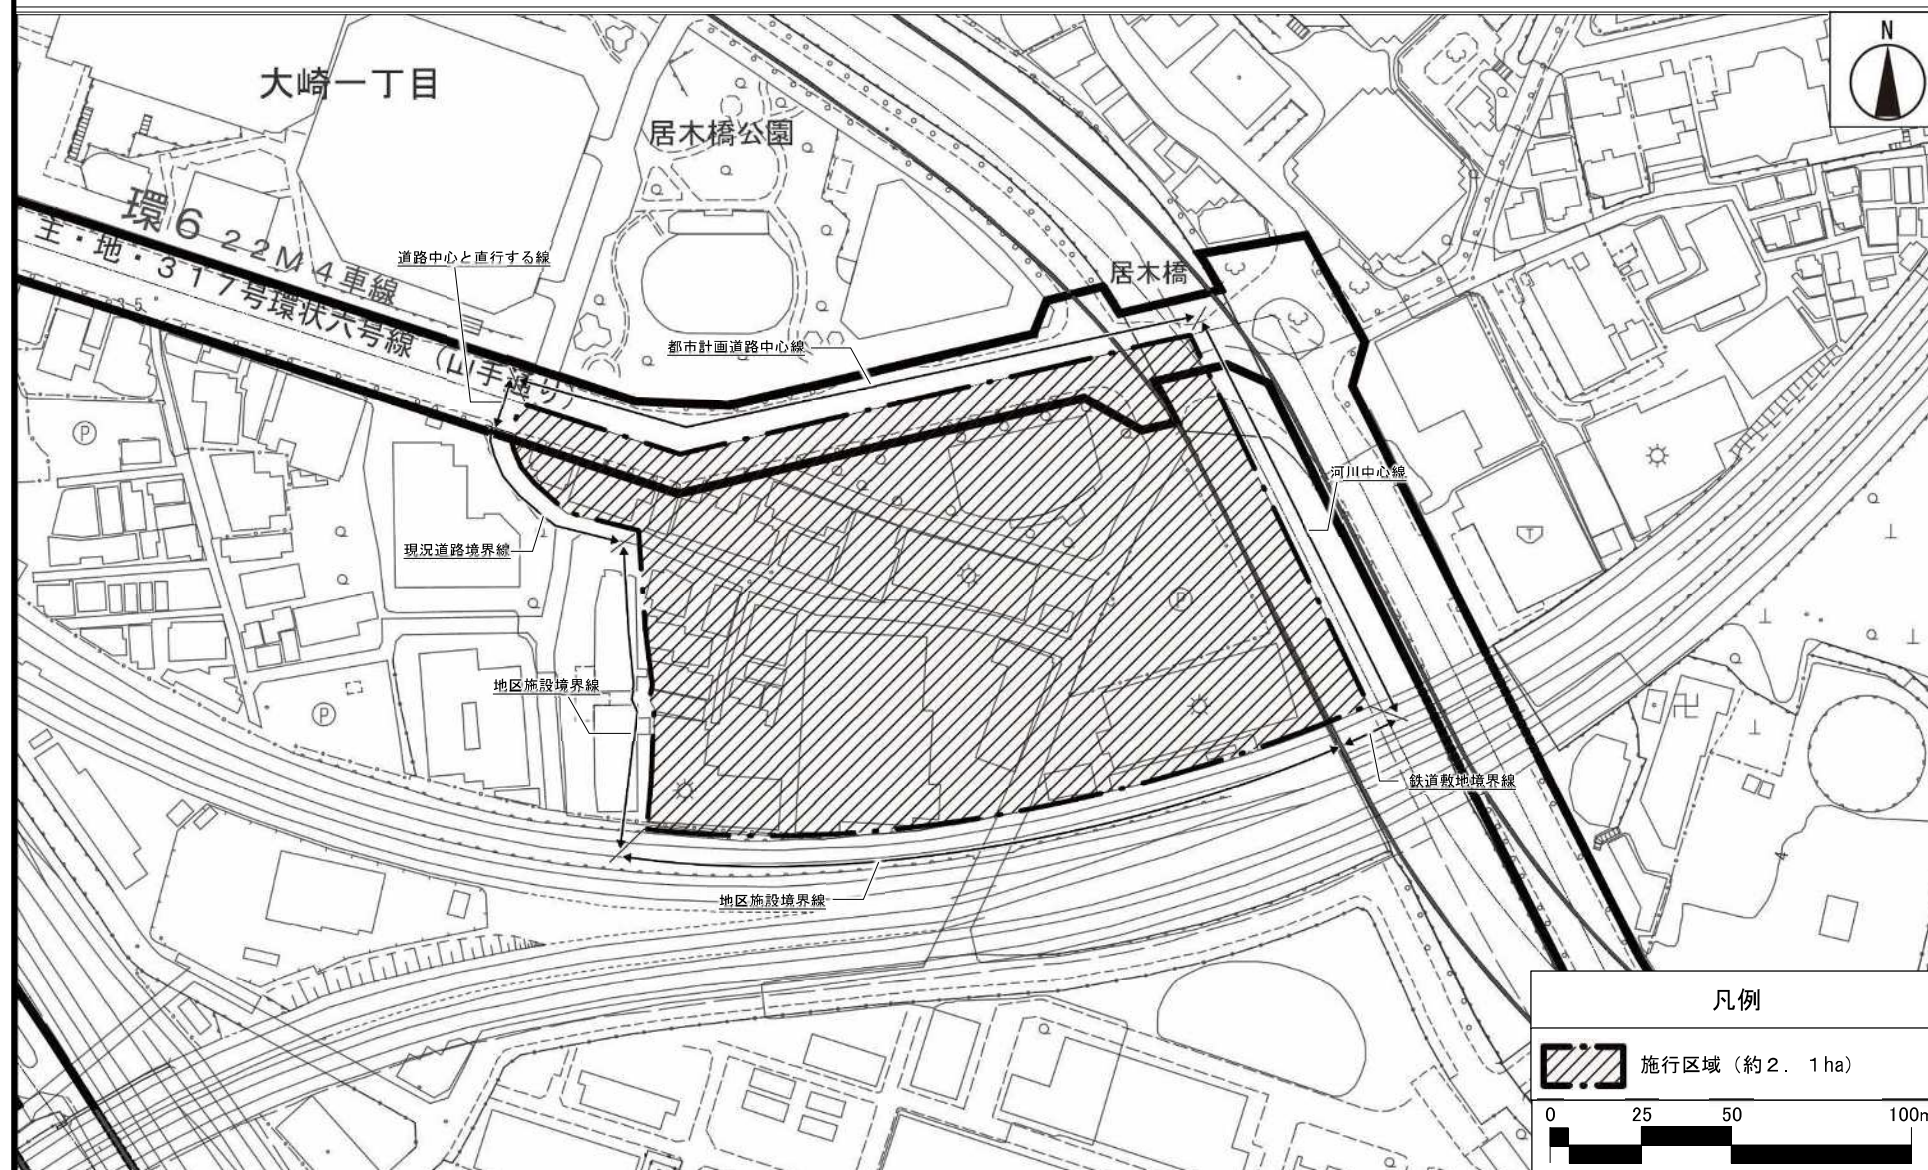 N
大崎一丁目
居木橋公園
環6 22M4車線
主・地・317号環状六号線(山手通り)
道路中心と直行する線
居木橋
都市計画道路中心線
P
河川中心線
現況道路境界線
P
地区施設境界線
P
鉄道敷地境界線
地区施設境界線
凡例
施行区域（約2．1ha）
0 25 50 100m